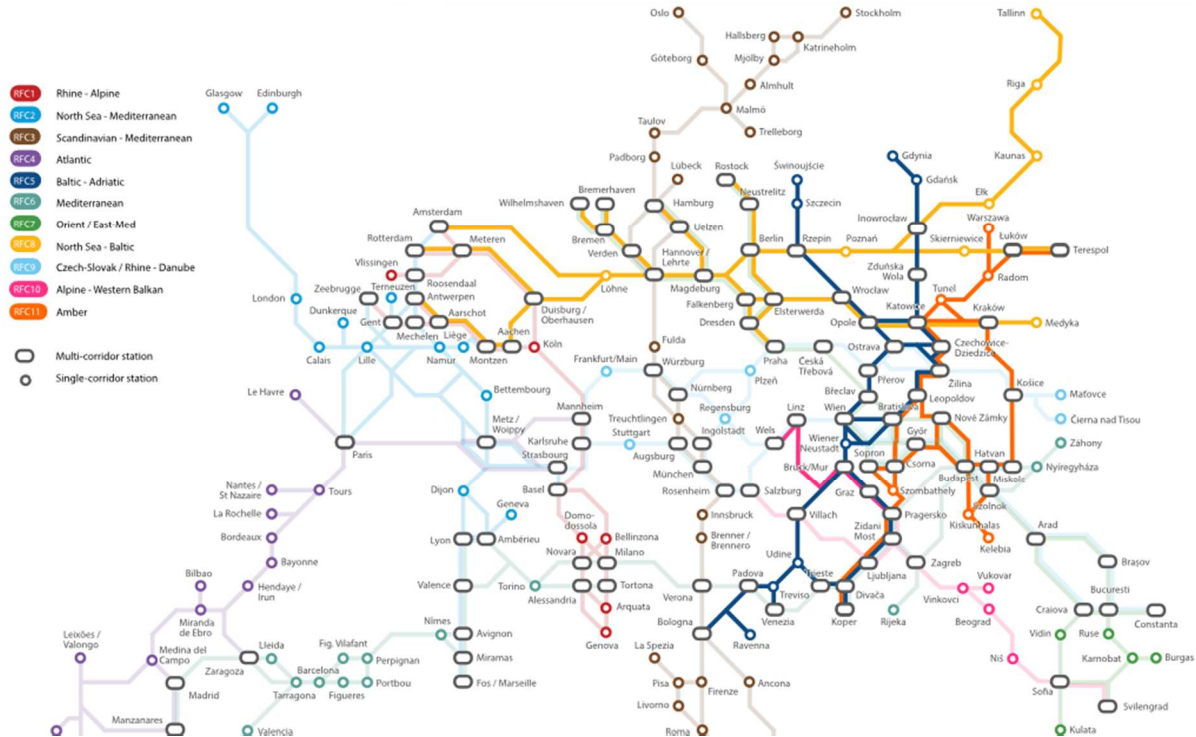 RFC1 Rhine - Alpine
RFC2 North Sea - Mediterranean
RFC3 Scandinavian - Mediterranean
RFC4 Atlantic
RFC5 Baltic - Adriatic
RFC6 Mediterranean
RFC7 Orient / East-Med
RFC8 North Sea - Baltic
RFC9 Czech-Slovak / Rhine - Danube
RFC10 Alpine - Western Balkan
RFC11 Amber
Multi-corridor station
Single-corridor station
Oslo
Stockholm
Tallinn
Hallsberg
Katrineholm
Göteborg
Mjolby
Almhult
Riga
Glasgow
Edinburgh
Malmö
Taulov
Trelleborg
Padborg
Gdynia
Kaunas
Lübeck
Rostock
Świnoujście
Gdańsk
Neustrelitz
Ełk
Bremerhaven
Wilhelmshaven
Hamburg
Szczecin
Inowrocław
Warszawa
Amsterdam
Uelzen
Rotterdam
Meteren
Bremen
Verden
Hannover /
Lehrte
Berlin
Rzepin
Poznań
Skierniewice
Łuków
Terespol
Vlissingen
Roosendaal
Zeebrugge
Terneuzen
Antwerpen
Löhne
Magdeburg
Zduńska
Wola
Radom
London
Dunkerque
Gent
Mechelen
Aarschot
Liège
Aachen
Duisburg /
Oberhausen
Falkenberg
Elsterwerda
Dresden
Wrocław
Katowice
Tunel
Kraków
Opole
Medyka
Calais
Lille
Namur
Montzen
Köln
Fulda
Praha
Česká
Třebová
Ostrava
Czechowice-
Dziedzice
Frankfurt/Main
Würzburg
Plzeň
Přerov
Žilina
Le Havre
Bettembourg
Nürnberg
Břeclav
Leopoldov
Košice
Maťovce
Mannheim
Treuchtlingen
Regensburg
Linz
Wien
Bratislava
Nové Zámky
Čierna nad Tisou
Metz /
Woippy
Karlsruhe
Stuttgart
Augsburg
Ingolstadt
Wels
Wiener
Neustadt
Győr
Záhony
Paris
Strasbourg
München
Bruck/Mur
Sopron
Csorna
Hatvan
Budapest
Miskolc
Nyíregyháza
Nantes /
St Nazaire
Tours
Dijon
Basel
Rosenheim
Salzburg
Graz
Szombathely
Szolnok
La Rochelle
Geneva
Domo-
dossola
Innsbruck
Villach
Zidani
Most
Pragersko
Kiskunhalas
Arad
Bordeaux
Lyon
Ambérieu
Bellinzona
Brenner /
Brennero
Kelebia
Bayonne
Novara
Milano
Udine
Trieste
Ljubljana
Zagreb
Brașov
Bilbao
Hendaye /
Irun
Valence
Torino
Alessandria
Tortona
Verona
Padova
Treviso
Divača
Vukovar
Vinkovci
București
Arquata
Venezia
Koper
Rijeka
Beograd
Craiova
Constanta
Miranda
de Ebro
Nîmes
Avignon
Genova
Bologna
Ravenna
Vidin
Ruse
Leixões /
Valongo
Medina del
Campo
Lleida
Fig. Vilafant
Perpignan
Miramas
La Spezia
Niš
Karnobat
Burgas
Zaragoza
Barcelona
Madrid
Tarragona
Figueres
Portbou
Fos / Marseille
Pisa
Firenze
Ancona
Sofia
Svilengrad
Livorno
Manzanares
Valencia
Roma
Kulata